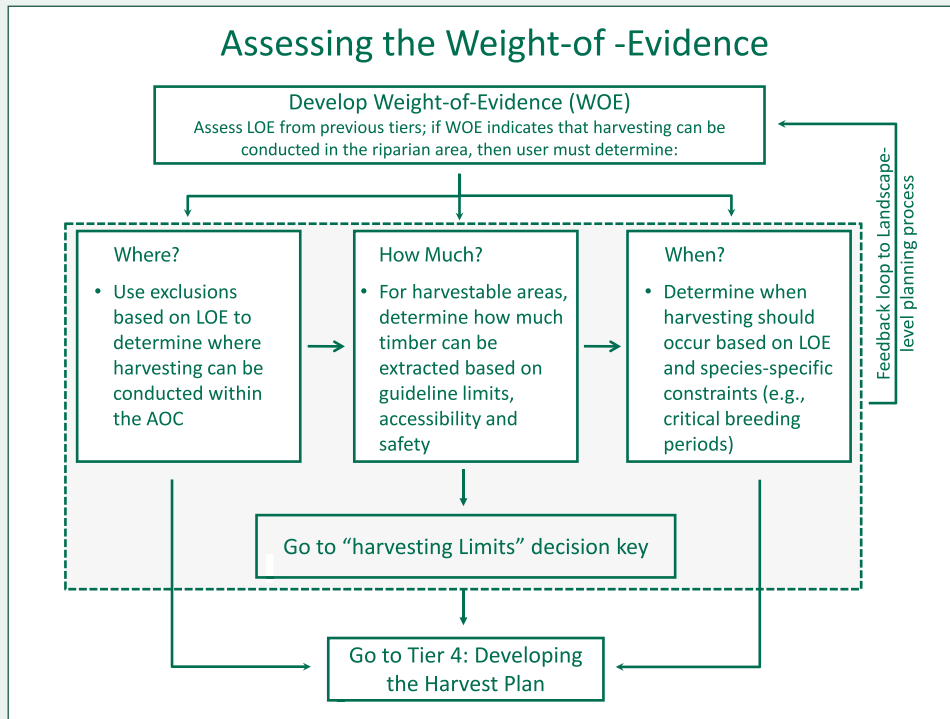 Assessing the Weight-of -Evidence
Develop Weight-of-Evidence (WOE)
Assess LOE from previous tiers; if WOE indicates that harvesting can be
conducted in the riparian area, then user must determine:
Where?
• Use exclusions
based on LOE to
determine where
harvesting can be
conducted within
the AOC
How Much?
• For harvestable areas,
determine how much
timber can be
extracted based on
guideline limits,
accessibility and
safety
When?
• Determine when
harvesting should
occur based on LOE
and species-specific
constraints (e.g.,
critical breeding
periods)
Feedback loop to Landscape-
level planning process
Go to “harvesting Limits” decision key
Go to Tier 4: Developing
the Harvest Plan